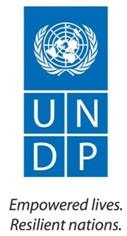 U N
D P
Empowered lives.
Resilient nations.